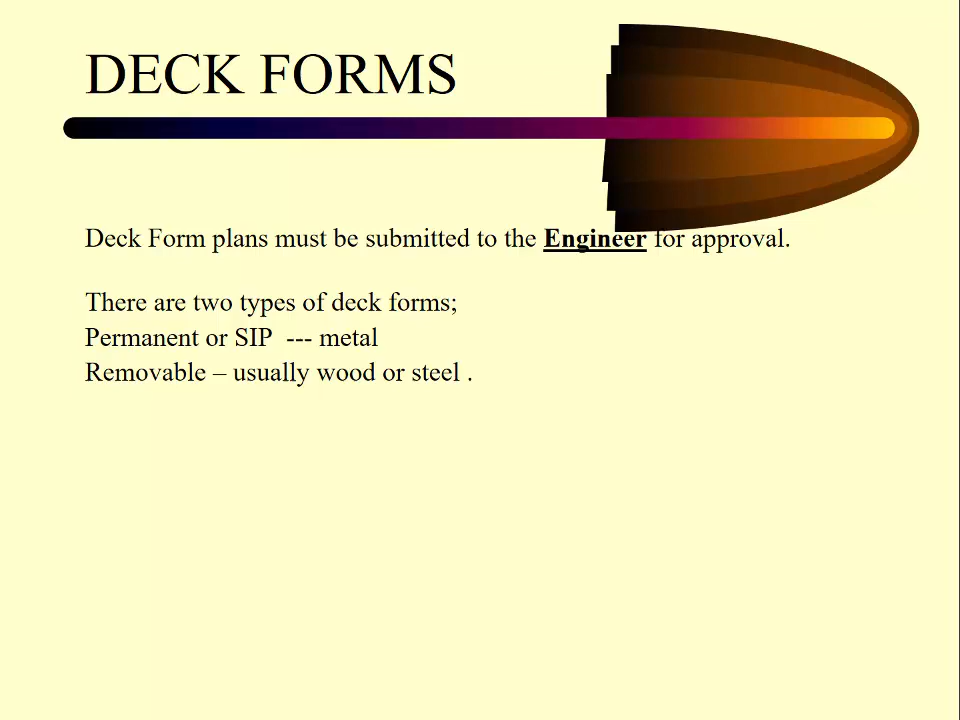 DECK FORMS
Deck Form plans must be submitted to the Engineer for approval.
There are two types of deck forms;
Permanent or SIP  --- metal
Removable – usually wood or steel .